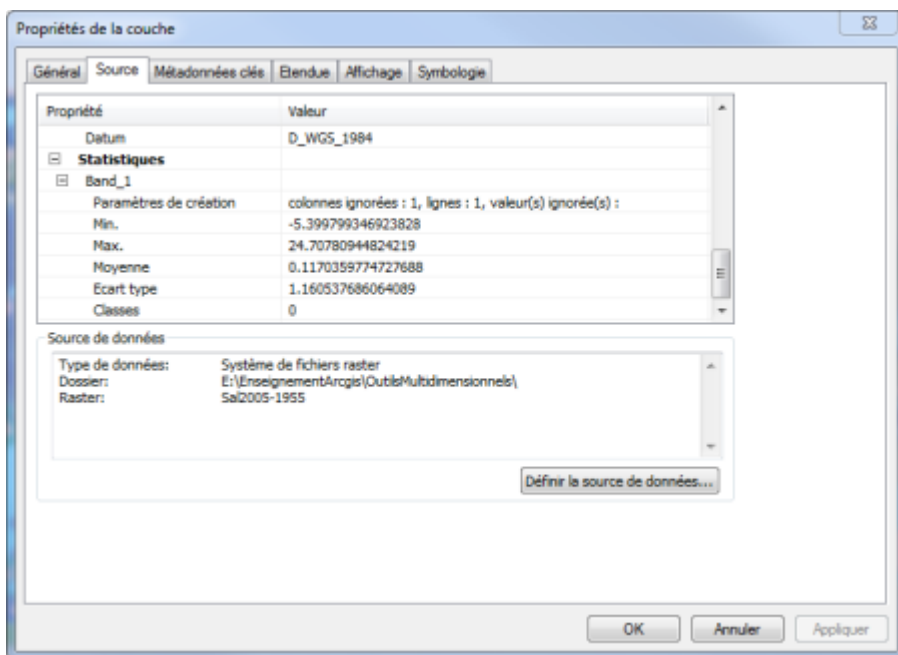 Propriétés de la couche
Général Source Métadonnées clés Etendue Affichage Symbologie
Propriété Valeur
Datum D_WGS_1984
Statistiques
Band_1
Paramètres de création colonnes ignorées : 1, lignes : 1, valeur(s) ignorée(s) :
Min. -5.399799346923828
Max. 24.70780944824219
Moyenne 0.1170359774727688
Ecart type 1.160537686064089
Classes 0
Source de données
Type de données: Système de fichiers raster
Dossier: E:\EnseignementArcgis\OutilsMultidimensionnels\
Raster: Sal2005-1955
Définir la source de données...
OK Annuler Appliquer